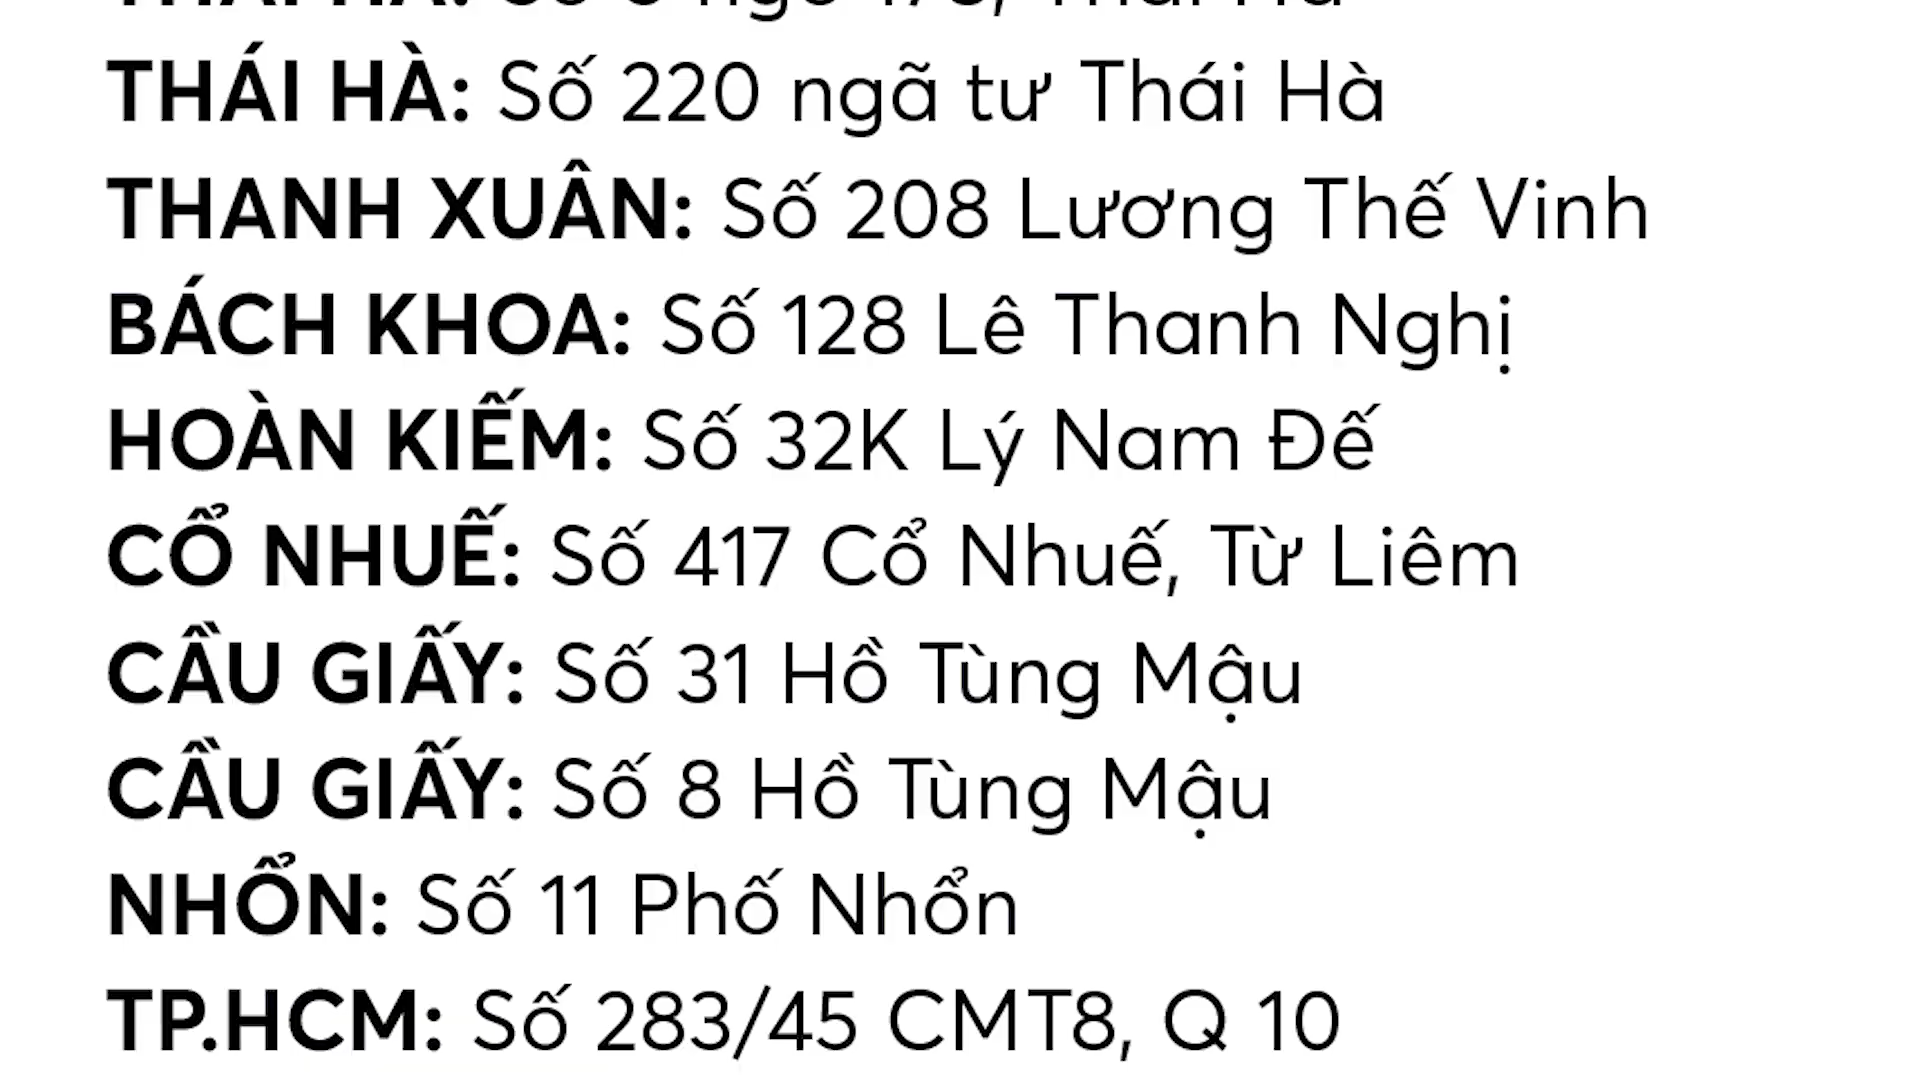 THÁI HÀ: Số 220 ngã tư Thái Hà
THANH XUÂN: Số 208 Lương Thế Vinh
BÁCH KHOA: Số 128 Lê Thanh Nghị
HOÀN KIẾM: Số 32K Lý Nam Đế
CỔ NHUẾ: Số 417 Cổ Nhuế, Từ Liêm
CẦU GIẤY: Số 31 Hồ Tùng Mậu
CẦU GIẤY: Số 8 Hồ Tùng Mậu
NHỔN: Số 11 Phố Nhổn
TP.HCM: Số 283/45 CMT8, Q 10